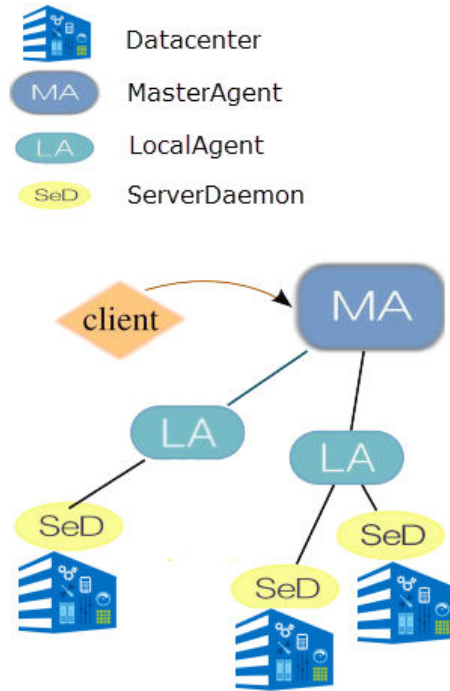 Datacenter
MA MasterAgent
LA LocalAgent
SeD ServerDaemon
client
MA
LA
LA
SeD
SeD
SeD